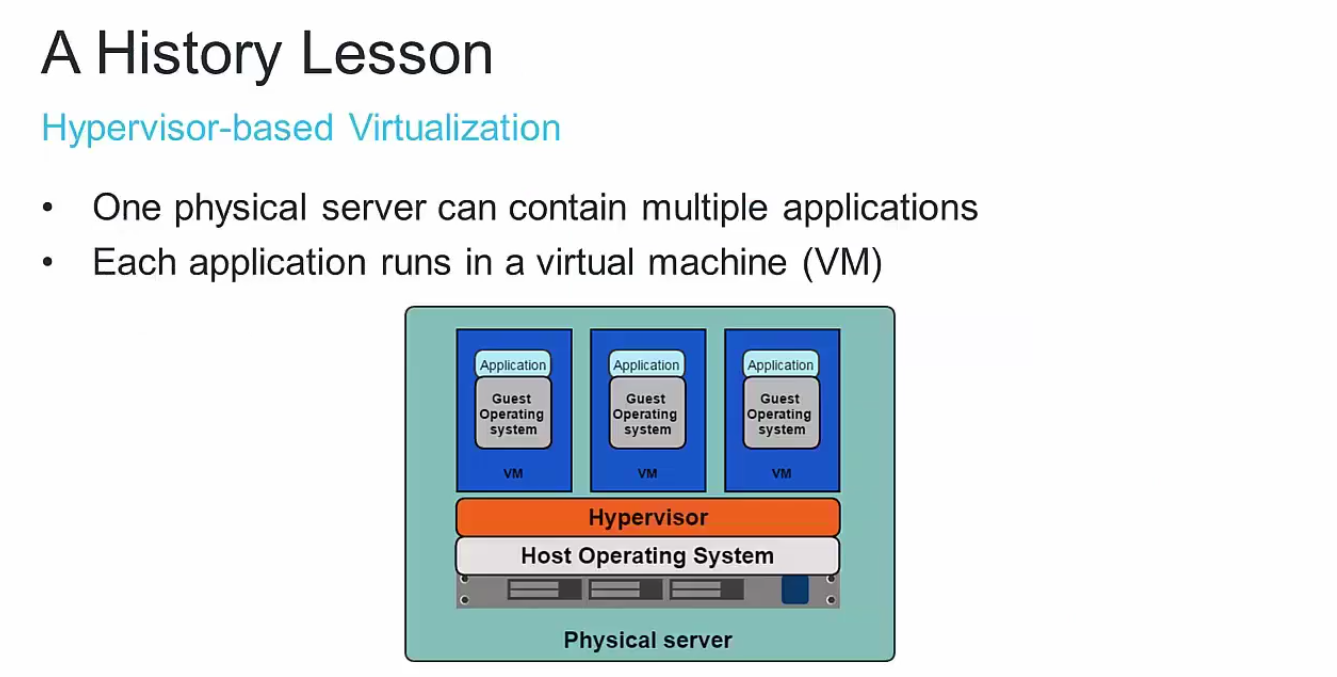 A History Lesson
Hypervisor-based Virtualization
• One physical server can contain multiple applications
• Each application runs in a virtual machine (VM)
Application
Guest
Operating
system
VM
Application
Guest
Operating
system
VM
Application
Guest
Operating
system
VM
Hypervisor
Host Operating System
Physical server